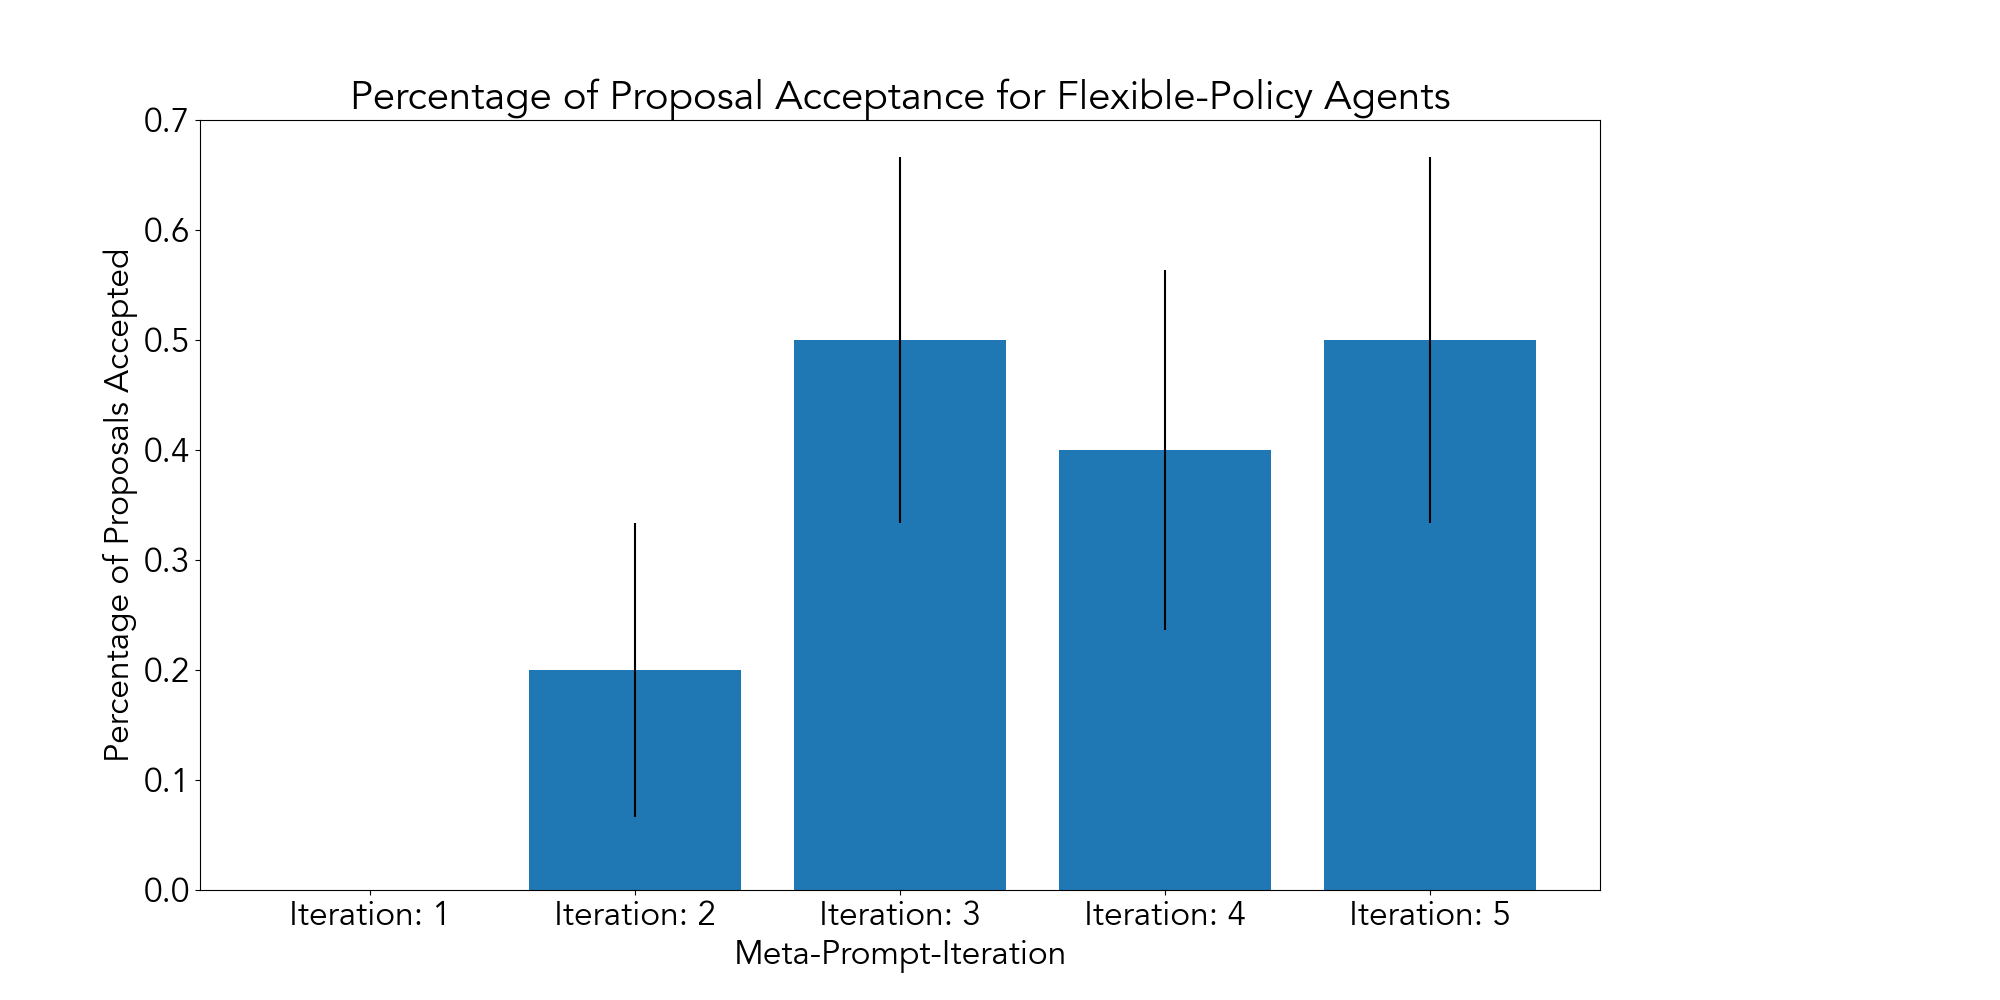 Percentage of Proposal Acceptance for Flexible-Policy Agents
Percentage of Proposals Accepted
0.7
0.6
0.5
0.4
0.3
0.2
0.1
0.0
Iteration: 1 Iteration: 2 Iteration: 3 Iteration: 4 Iteration: 5
Meta-Prompt-Iteration